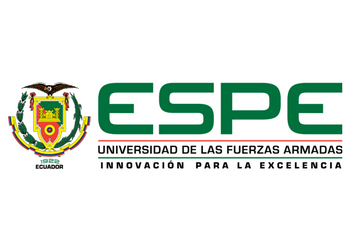 ESPE
UNIVERSIDAD DE LAS FUERZAS ARMADAS
INNOVACIÓN PARA LA EXCELENCIA
1922
ECUADOR